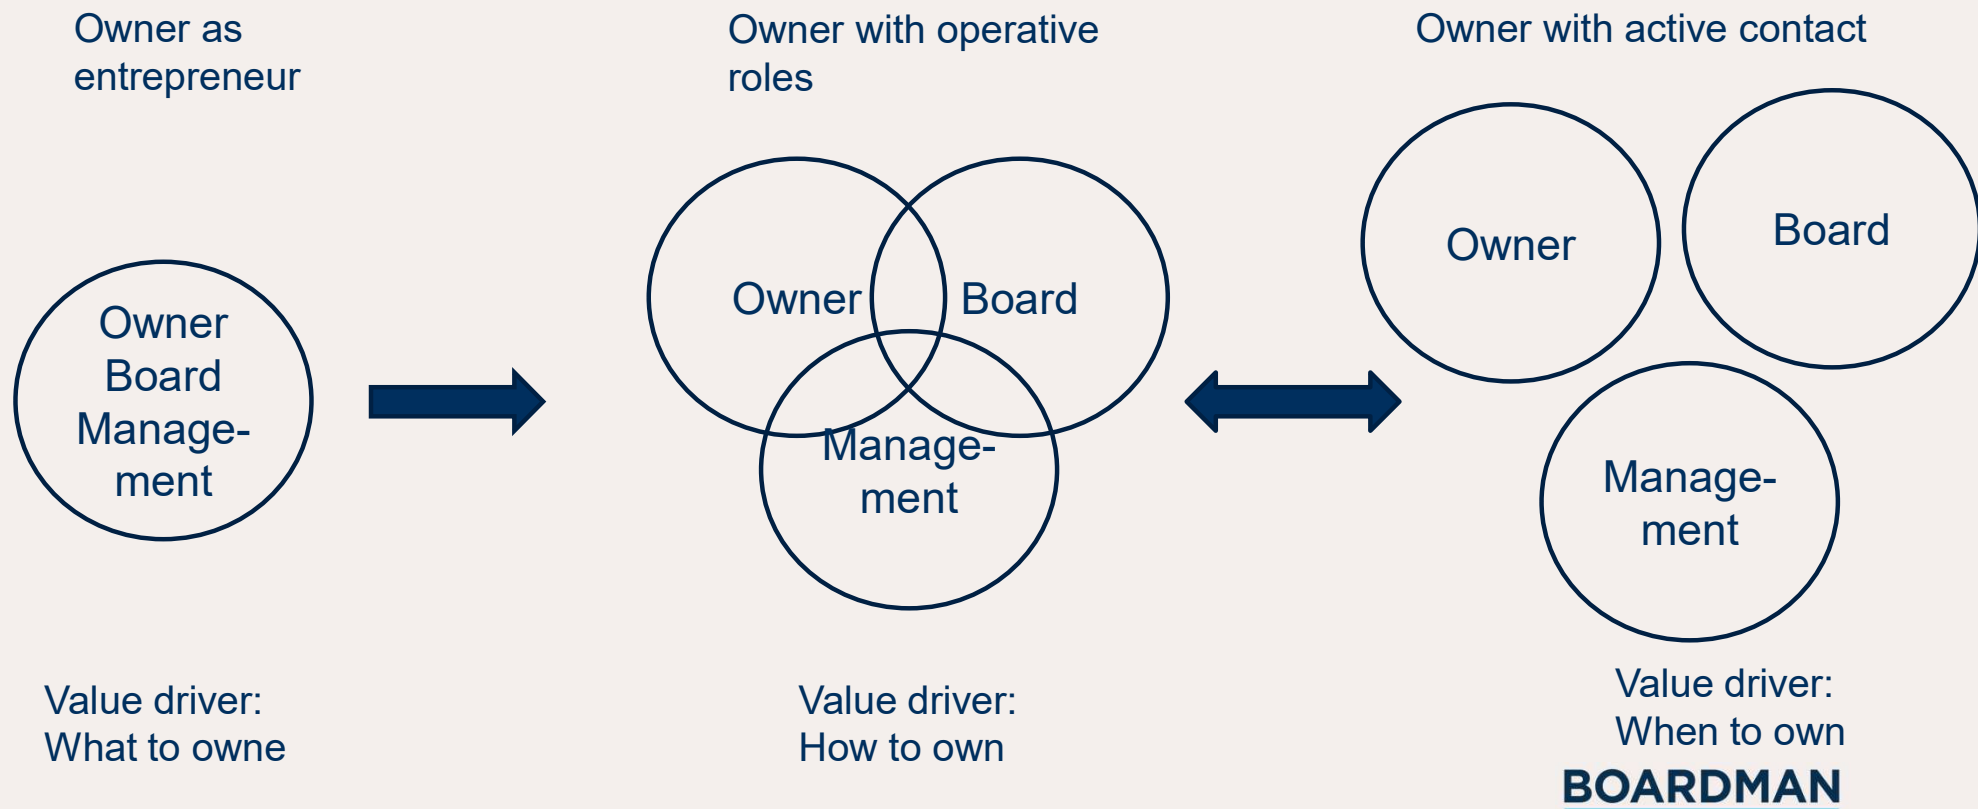 Owner as
entrepreneur
Owner
Board
Manage-
ment
Value driver:
What to owne
Owner with operative
roles
Owner
Board
Manage-
ment
Value driver:
How to own
Owner with active contact
Owner
Board
Manage-
ment
Value driver:
When to own
BOARDMAN